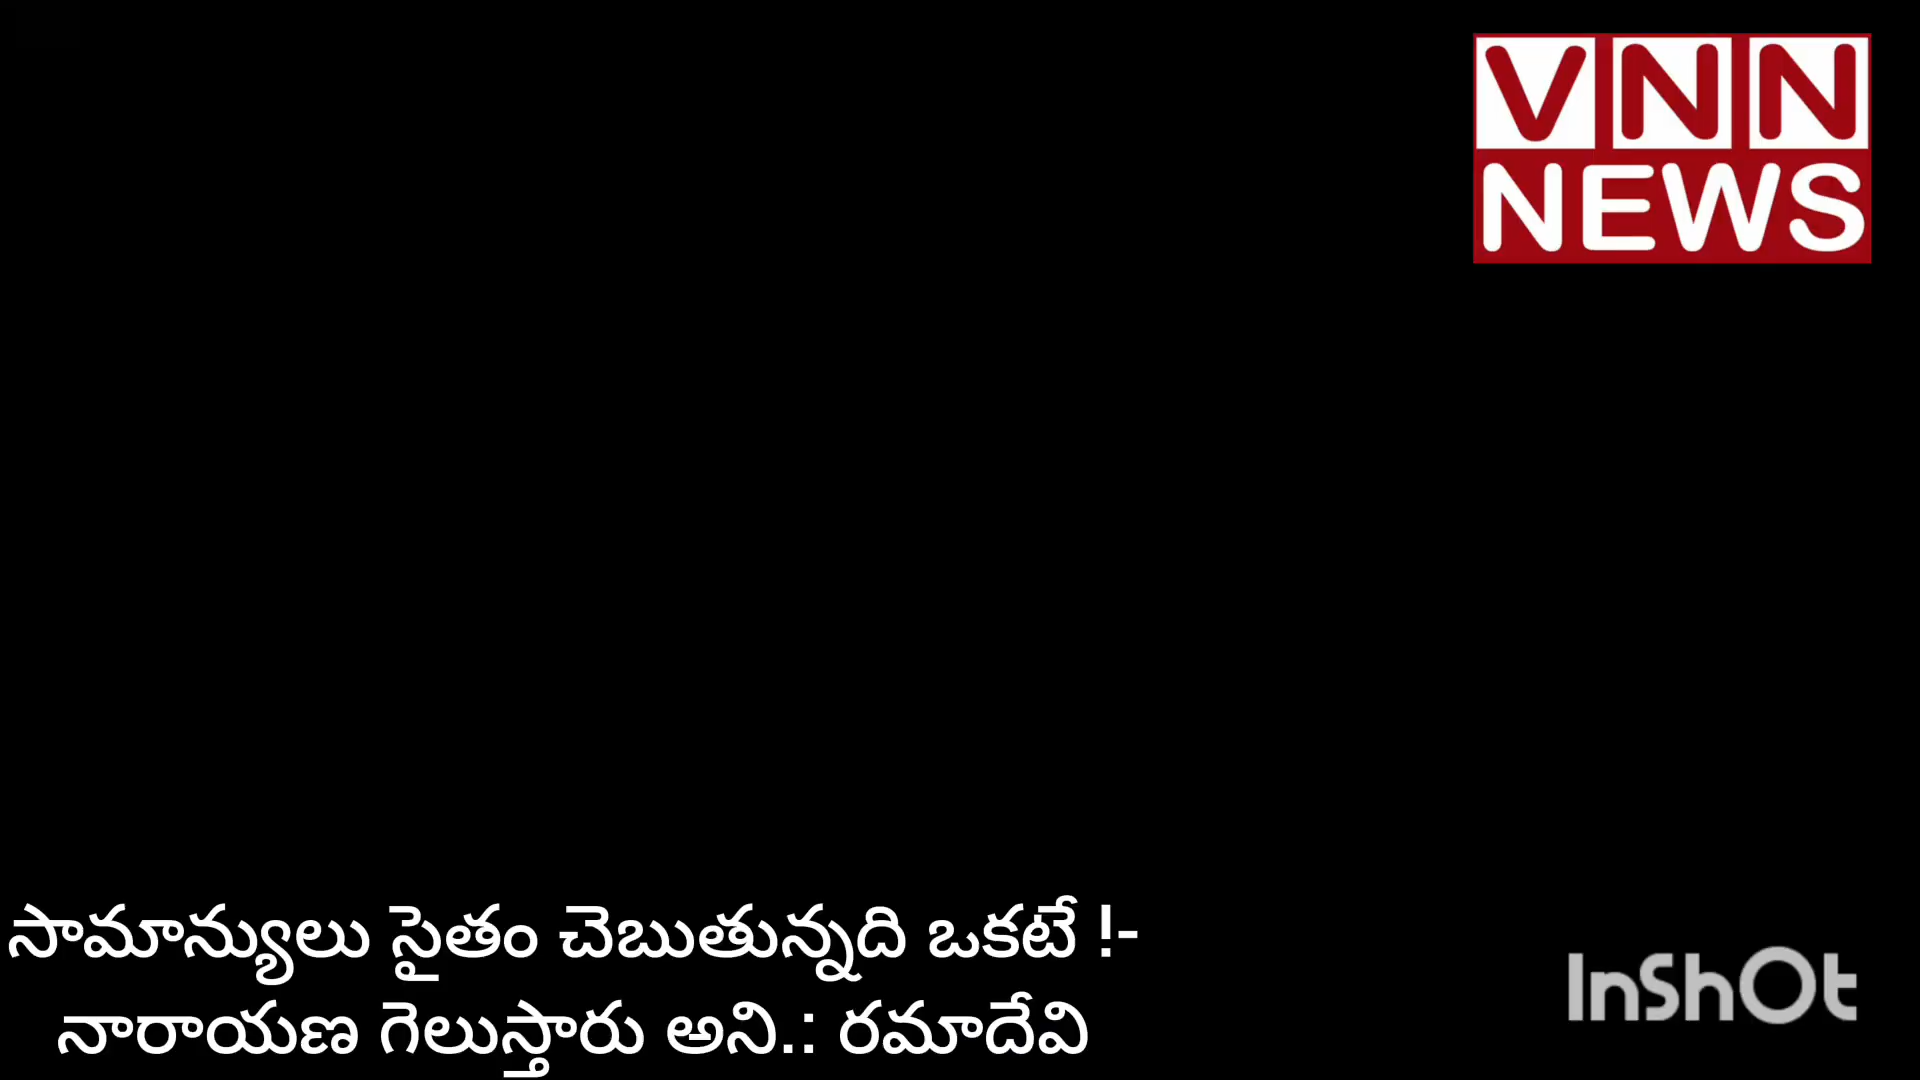 VNN
NEWS
సామాన్యులు సైతం చెబుతున్నది ఒకటే !-
నారాయణ గెలుస్తారు అని.: రమాదేవి
InShOt